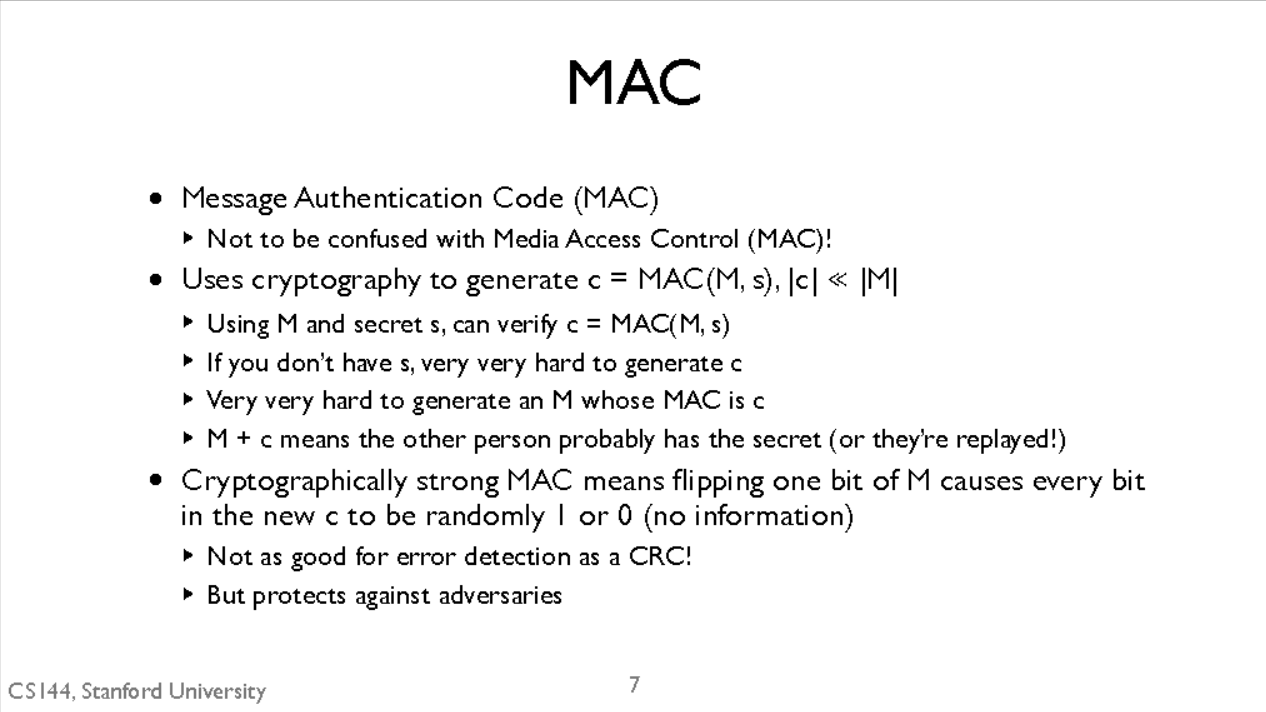 MAC
• Message Authentication Code (MAC)
‣ Not to be confused with Media Access Control (MAC)!
• Uses cryptography to generate c = MAC(M, s), |c| ≪ |M|
‣ Using M and secret s, can verify c = MAC(M, s)
‣ If you don't have s, very very hard to generate c
‣ Very very hard to generate an M whose MAC is c
‣ M + c means the other person probably has the secret (or they're replayed!)
• Cryptographically strong MAC means flipping one bit of M causes every bit
in the new c to be randomly 1 or 0 (no information)
‣ Not as good for error detection as a CRC!
‣ But protects against adversaries
CS144, Stanford University
7